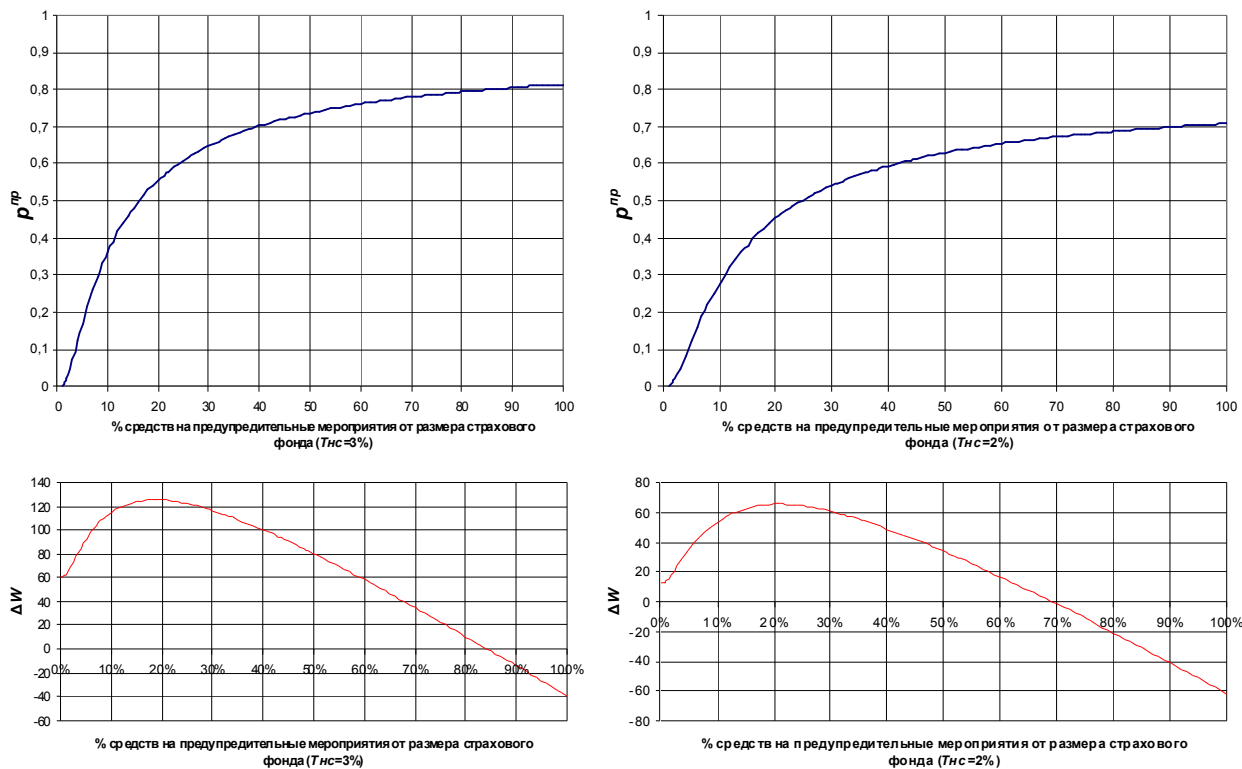 1
0,9
0,8
0,7
0,6
0,5
0,4
0,3
0,2
0,1
0
p^пр
0 10 20 30 40 50 60 70 80 90 100
% средств на предупредительные мероприятия от размера страхового
фонда (Тнс=3%)
1
0,9
0,8
0,7
0,6
0,5
0,4
0,3
0,2
0,1
0
p^пр
0 10 20 30 40 50 60 70 80 90 100
% средств на предупредительные мероприятия от размера страхового
фонда (Тнс=2%)
140
120
100
80
60
40
20
0
-20
-40
-60
ΔW
0% 10% 20% 30% 40% 50% 60% 70% 80% 90% 100%
% средств на предупредительные мероприятия от размера страхового
фонда (Тнс=3%)
80
60
40
20
0
-20
-40
-60
-80
ΔW
0% 10% 20% 30% 40% 50% 60% 70% 80% 90% 100%
% средств на предупредительные мероприятия от размера страхового
фонда (Тнс=2%)